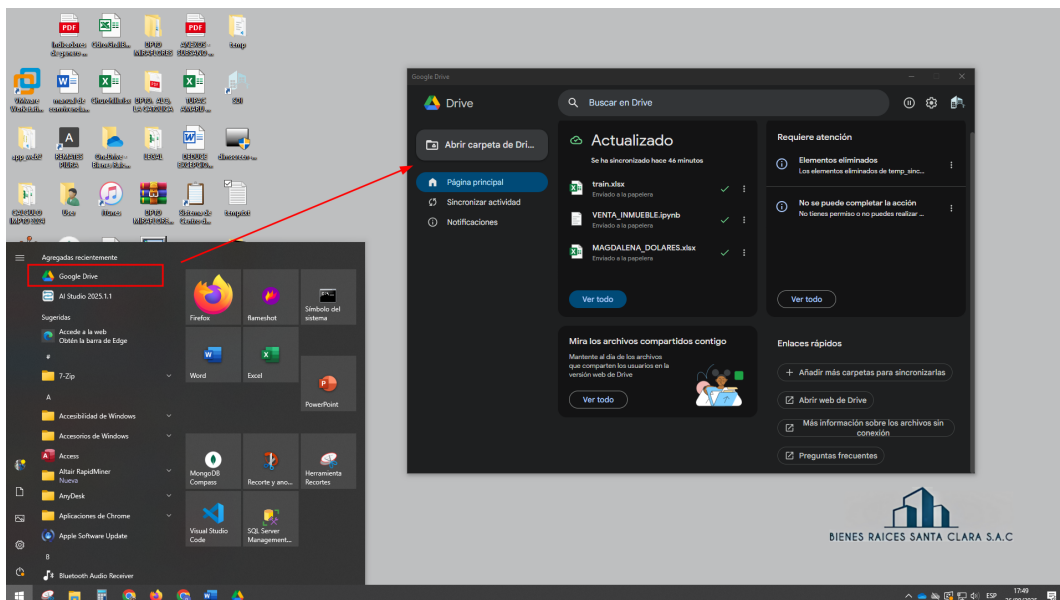 PDF
PDF
temp
SDI
LEGAL
User
iTunes
tempist
Agregadas recientemente
Google Drive
AI Studio 2025.1.1
Sugeridas
Accede a la web
Obtén la barra de Edge
#
7-Zip
A
Accesibilidad de Windows
Accesorios de Windows
Access
Altair RapidMiner
Nueva
AnyDesk
Aplicaciones de Chrome
Apple Software Update
B
Bluetooth Audio Receiver
Firefox
flameshot
Símbolo del
sistema
Word
Excel
PowerPoint
MongoDB
Compass
Recorte y ano...
Herramienta
Recortes
Visual Studio
Code
SQL Server
Management...
Google Drive
Drive
Buscar en Drive
Abrir carpeta de Dri...
Página principal
Sincronizar actividad
Notificaciones
Actualizado
Se ha sincronizado hace 46 minutos
train.xlsx
Enviado a la papelera
VENTA_INMUEBLE.ipynb
Enviado a la papelera
MAGDALENA_DOLARES.xlsx
Enviado a la papelera
Ver todo
Requiere atención
Elementos eliminados
Los elementos eliminados de temp_sinc...
No se puede completar la acción
No tienes permiso o no puedes realizar ...
Ver todo
Mira los archivos compartidos contigo
Mantente al día de los archivos
que comparten los usuarios en la
versión web de Drive
Ver todo
Enlaces rápidos
Añadir más carpetas para sincronizarlas
Abrir web de Drive
Más información sobre los archivos sin
conexión
Preguntas frecuentes
BIENES RAICES SANTA CLARA S.A.C
ESP
17:49